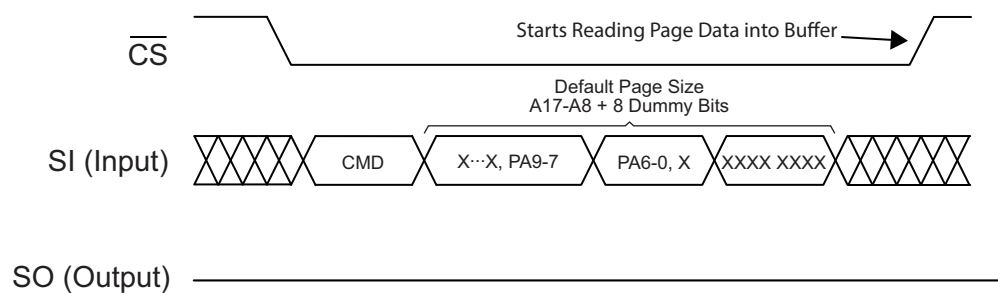 Starts Reading Page Data into Buffer
CS
Default Page Size
A17-A8 + 8 Dummy Bits
SI (Input)
CMD
X···X, PA9-7
PA6-0, X
XXXX XXXX
SO (Output)